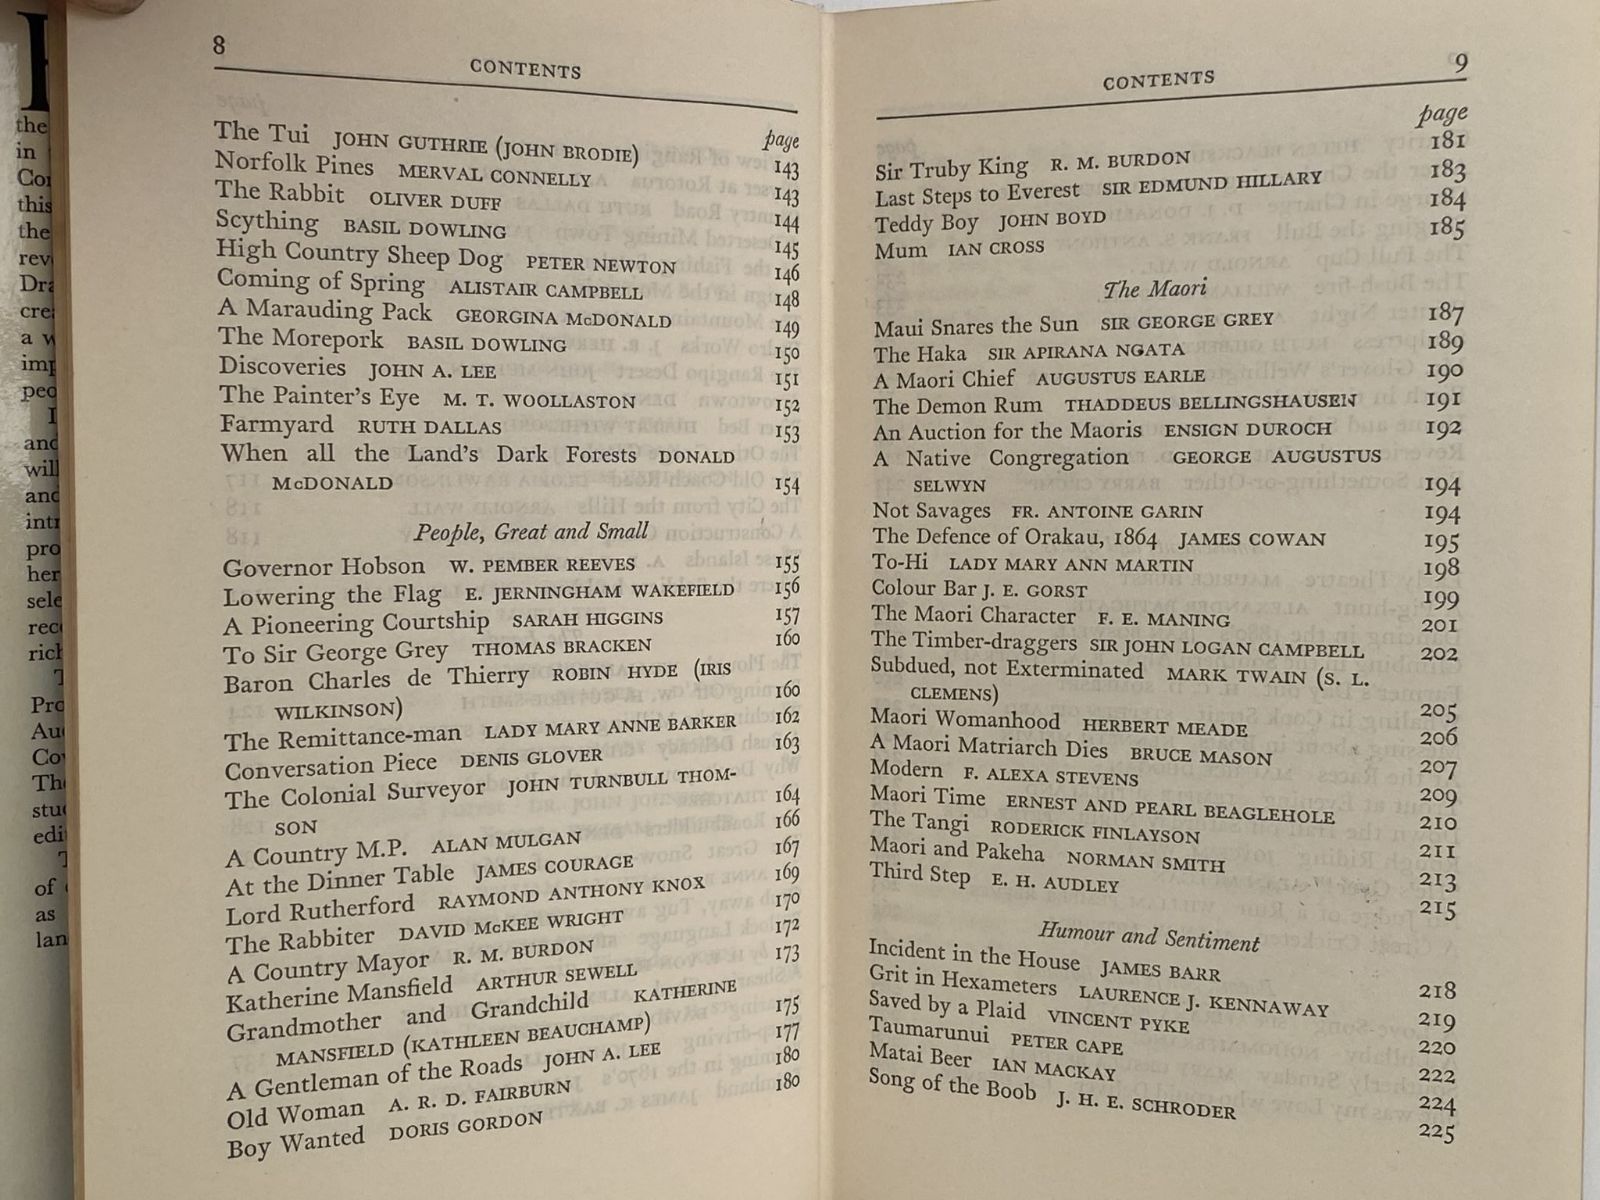 8
CONTENTS
page
The Tui JOHN GUTHRIE (JOHN BRODIE) 143
Norfolk Pines MERVAL CONNELLY 143
The Rabbit OLIVER DUFF 144
Scything BASIL DOWLING 145
High Country Sheep Dog PETER NEWTON 146
Coming of Spring ALISTAIR CAMPBELL 148
A Marauding Pack GEORGINA McDONALD 149
The Morepork BASIL DOWLING 150
Discoveries JOHN A. LEE 151
The Painter's Eye M. T. WOOLLASTON 152
Farmyard RUTH DALLAS 153
When all the Land's Dark Forests DONALD
McDONALD 154
People, Great and Small
Governor Hobson W. PEMBER REEVES 155
Lowering the Flag E. JERNINGHAM WAKEFIELD 156
A Pioneering Courtship SARAH HIGGINS 157
To Sir George Grey THOMAS BRACKEN 160
Baron Charles de Thierry ROBIN HYDE (IRIS
WILKINSON) 160
The Remittance-man LADY MARY ANNE BARKER 162
Conversation Piece DENIS GLOVER 163
The Colonial Surveyor JOHN TURNBULL THOM-
SON 164
A Country M.P. ALAN MULGAN 166
At the Dinner Table JAMES COURAGE 167
Lord Rutherford RAYMOND ANTHONY KNOX 169
The Rabbiter DAVID McKEE WRIGHT 170
A Country Mayor R. M. BURDON 172
Katherine Mansfield ARTHUR SEWELL 173
Grandmother and Grandchild KATHERINE
MANSFIELD (KATHLEEN BEAUCHAMP) 175
A Gentleman of the Roads JOHN A. LEE 177
Old Woman A. R. D. FAIRBURN 180
Boy Wanted DORIS GORDON 180
CONTENTS
9
page
Sir Truby King R. M. BURDON 181
Last Steps to Everest SIR EDMUND HILLARY 183
Teddy Boy JOHN BOYD 184
Mum IAN CROSS 185
The Maori
Maui Snares the Sun SIR GEORGE GREY 187
The Haka SIR APIRANA NGATA 189
A Maori Chief AUGUSTUS EARLE 190
The Demon Rum THADDEUS BELLINGSHAUSEN 191
An Auction for the Maoris ENSIGN DUROCH 192
A Native Congregation GEORGE AUGUSTUS
SELWYN 194
Not Savages FR. ANTOINE GARIN 194
The Defence of Orakau, 1864 JAMES COWAN 195
To-Hi LADY MARY ANN MARTIN 198
Colour Bar J. E. GORST 199
The Maori Character F. E. MANING 201
The Timber-draggers SIR JOHN LOGAN CAMPBELL 202
Subdued, not Exterminated MARK TWAIN (S. L.
CLEMENS) 205
Maori Womanhood HERBERT MEADE 206
A Maori Matriarch Dies BRUCE MASON 207
Modern F. ALEXA STEVENS 209
Maori Time ERNEST AND PEARL BEAGLEHOLE 210
The Tangi RODERICK FINLAYSON 211
Maori and Pakeha NORMAN SMITH 213
Third Step E. H. AUDLEY 215
Humour and Sentiment
Incident in the House JAMES BARR 218
Grit in Hexameters LAURENCE J. KENNAWAY 219
Saved by a Plaid VINCENT PYKE 220
Taumarunui PETER CAPE 222
Matai Beer IAN MACKAY 224
Song of the Boob J. H. E. SCHRODER 225